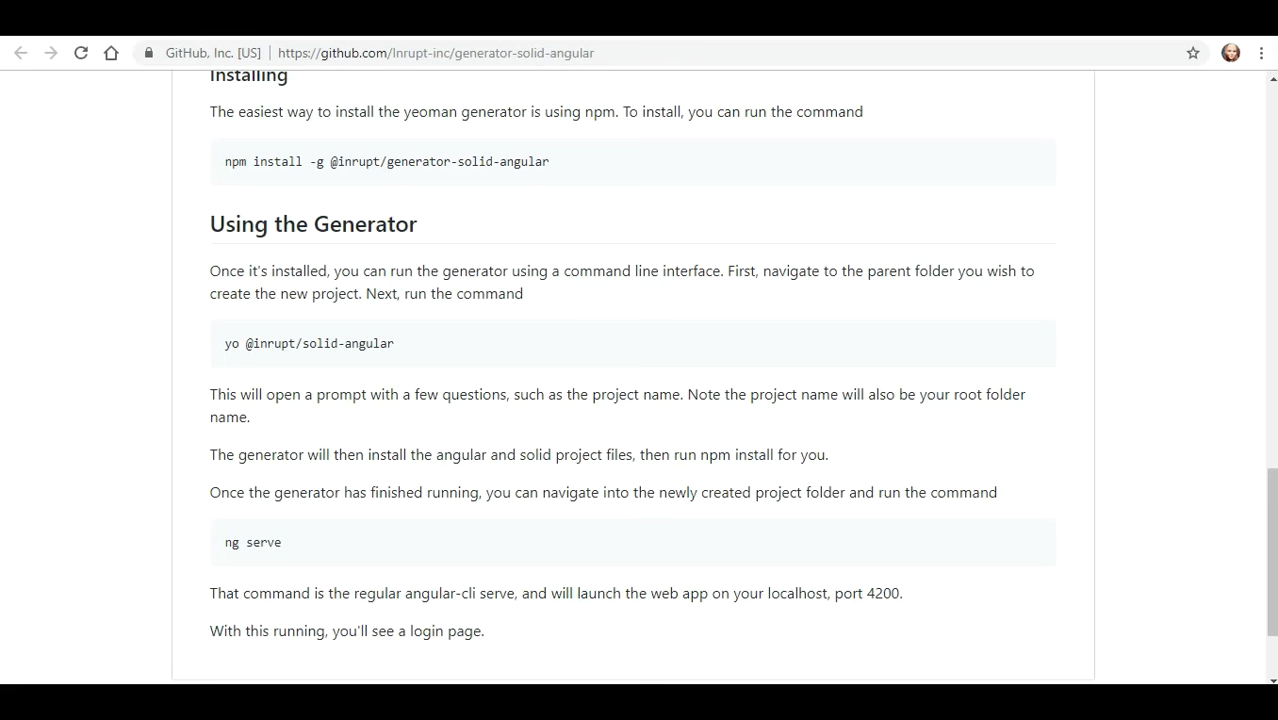 GitHub, Inc. [US] | https://github.com/Inrupt-inc/generator-solid-angular
Installing
The easiest way to install the yeoman generator is using npm. To install, you can run the command
npm install -g @inrupt/generator-solid-angular
Using the Generator
Once it's installed, you can run the generator using a command line interface. First, navigate to the parent folder you wish to
create the new project. Next, run the command
yo @inrupt/solid-angular
This will open a prompt with a few questions, such as the project name. Note the project name will also be your root folder
name.
The generator will then install the angular and solid project files, then run npm install for you.
Once the generator has finished running, you can navigate into the newly created project folder and run the command
ng serve
That command is the regular angular-cli serve, and will launch the web app on your localhost, port 4200.
With this running, you'll see a login page.